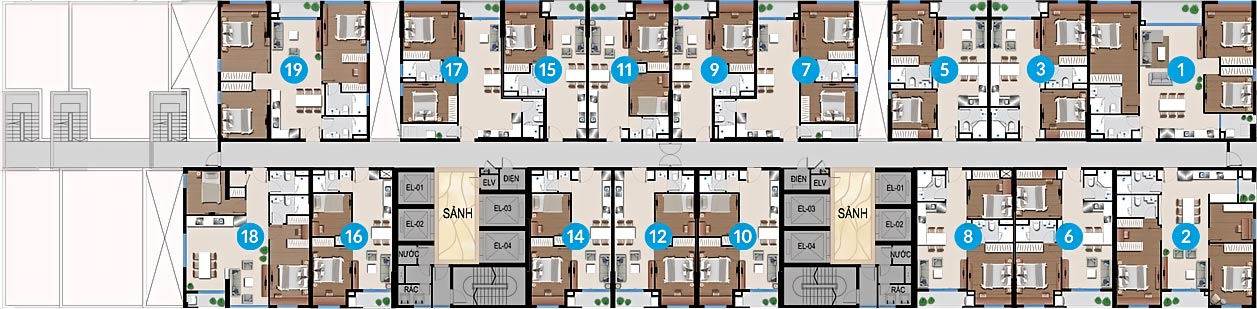 19
17
15
11
9
7
5
3
1
EL-01
ELV
ĐIỆN
ĐIỆN
ELV
EL-01
EL-03
EL-03
SẢNH
SẢNH
EL-02
EL-02
18
16
14
12
10
8
6
2
EL-04
EL-04
NƯỚC
NƯỚC
RÁC
RÁC